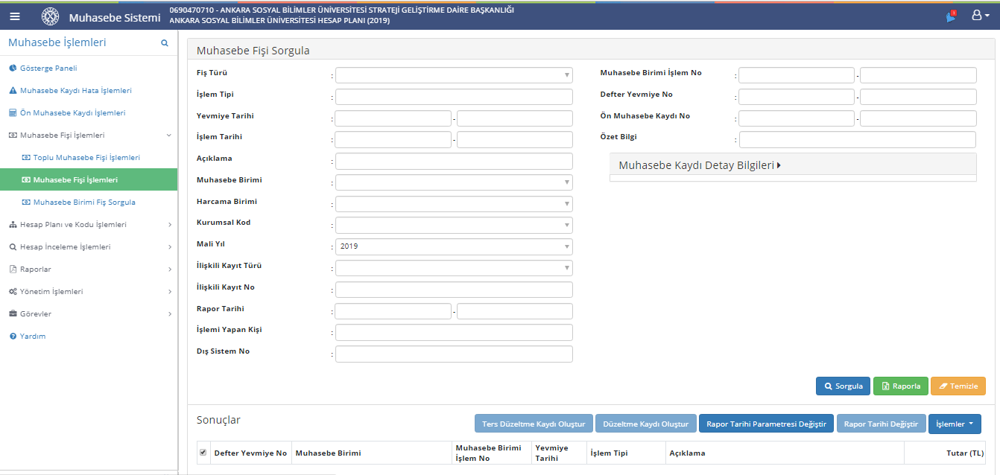 Muhasebe Sistemi
0690470710 - ANKARA SOSYAL BİLİMLER ÜNİVERSİTESİ STRATEJİ GELİŞTİRME DAİRE BAŞKANLIĞI
ANKARA SOSYAL BİLİMLER ÜNİVERSİTESİ HESAP PLANI (2019)
1
Muhasebe İşlemleri
Gösterge Paneli
Muhasebe Kaydı Hata İşlemleri
Ön Muhasebe Kaydı İşlemleri
Muhasebe Fişi İşlemleri
Toplu Muhasebe Fişi İşlemleri
Muhasebe Fişi İşlemleri
Muhasebe Birimi Fiş Sorgula
Hesap Planı ve Kodu İşlemleri
Hesap İnceleme İşlemleri
Raporlar
Yönetim İşlemleri
Görevler
Yardım
Muhasebe Fişi Sorgula
Fiş Türü :
İşlem Tipi :
Yevmiye Tarihi : -
İşlem Tarihi : -
Açıklama :
Muhasebe Birimi :
Harcama Birimi :
Kurumsal Kod :
Mali Yıl : 2019
İlişkili Kayıt Türü :
İlişkili Kayıt No :
Rapor Tarihi : -
İşlemi Yapan Kişi :
Dış Sistem No :
Muhasebe Birimi İşlem No : -
Defter Yevmiye No : -
Ön Muhasebe Kaydı No : -
Özet Bilgi :
Muhasebe Kaydı Detay Bilgileri
Sorgula Raporla Temizle
Sonuçlar
Ters Düzeltme Kaydı Oluştur Düzeltme Kaydı Oluştur Rapor Tarihi Parametresi Değiştir Rapor Tarihi Değiştir İşlemler
Defter Yevmiye No Muhasebe Birimi Muhasebe Birimi İşlem No Yevmiye Tarihi İşlem Tipi Açıklama Tutar (TL)